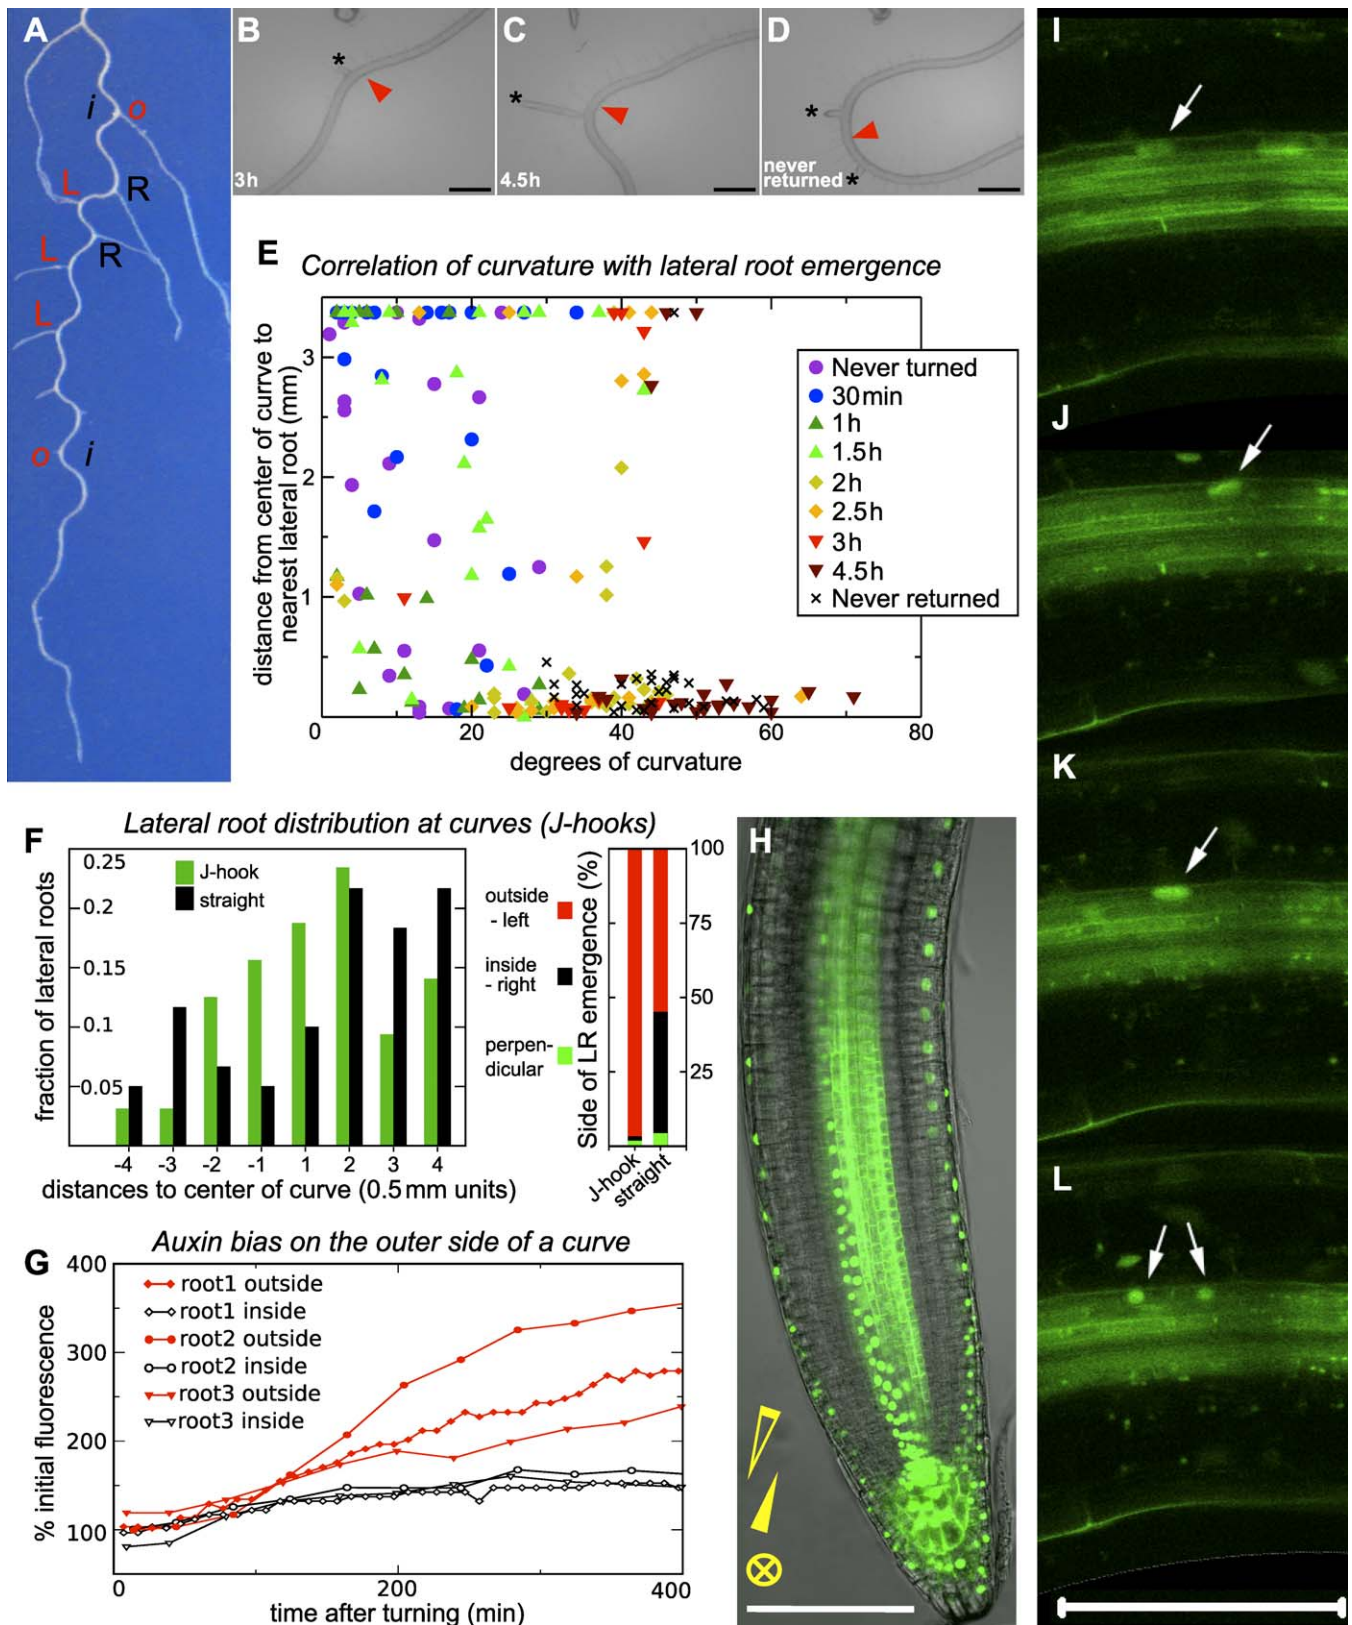 A
i
o
L
R
L
R
L
o
i
B
*
3h
C
*
4.5h
D
*
never
returned
*
E
Correlation of curvature with lateral root emergence
distance from center of curve to
nearest lateral root (mm)
3
2
1
0
20
40
60
80
degrees of curvature
Never turned
30min
1h
1.5h
2h
2.5h
3h
4.5h
Never returned
F
Lateral root distribution at curves (J-hooks)
fraction of lateral roots
0.25
0.2
0.15
0.1
0.05
J-hook
straight
-4
-3
-2
-1
1
2
3
4
distances to center of curve (0.5mm units)
outside
- left
inside
- right
perpen-
dicular
Side of LR emergence (%)
100
75
50
25
J-hook
straight
G
Auxin bias on the outer side of a curve
% initial fluorescence
400
300
200
100
root1 outside
root1 inside
root2 outside
root2 inside
root3 outside
root3 inside
0
200
400
time after turning (min)
H
I
J
K
L